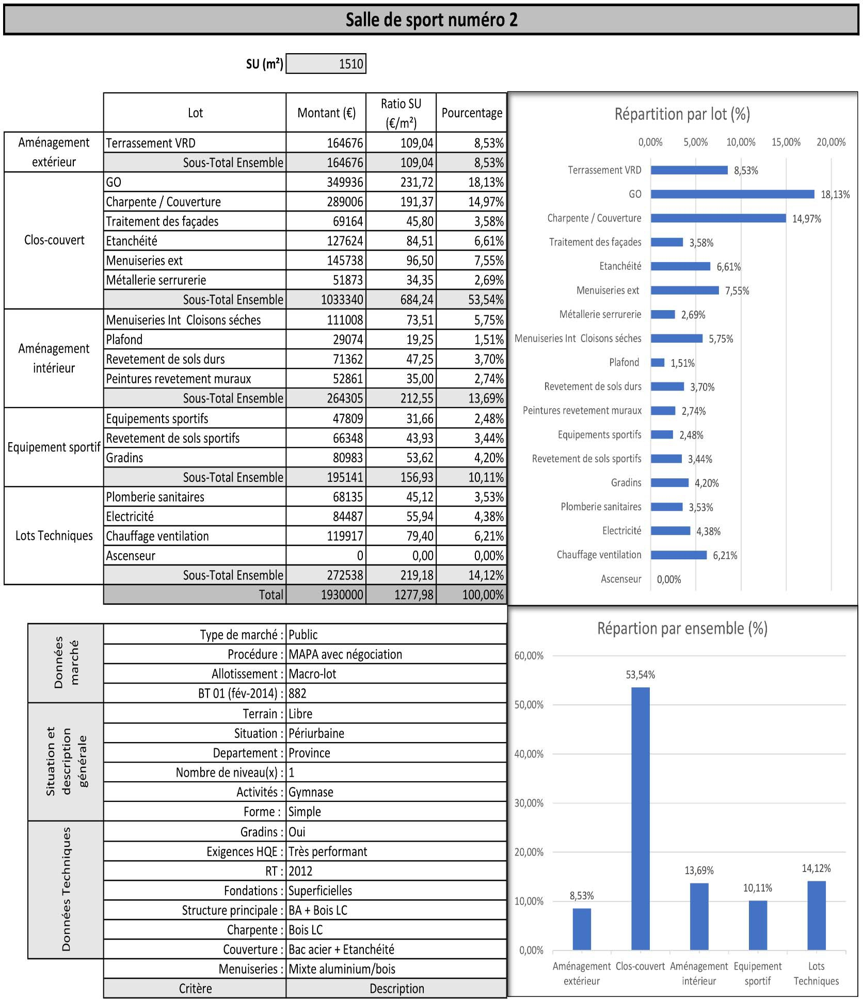 Salle de sport numéro 2
SU (m²) 1510
Lot Montant (€) Ratio SU (€/m²) Pourcentage
Aménagement extérieur
Terrassement VRD 164676 109,04 8,53%
Sous-Total Ensemble 164676 109,04 8,53%
Clos-couvert
GO 349936 231,72 18,13%
Charpente / Couverture 289006 191,37 14,97%
Traitement des façades 69164 45,80 3,58%
Etanchéité 127624 84,51 6,61%
Menuiseries ext 145738 96,50 7,55%
Métallerie serrurerie 51873 34,35 2,69%
Sous-Total Ensemble 1033340 684,24 53,54%
Aménagement intérieur
Menuiseries Int  Cloisons séches 111008 73,51 5,75%
Plafond 29074 19,25 1,51%
Revetement de sols durs 71362 47,25 3,70%
Peintures revetement muraux 52861 35,00 2,74%
Sous-Total Ensemble 264305 212,55 13,69%
Equipement sportif
Equipements sportifs 47809 31,66 2,48%
Revetement de sols sportifs 66348 43,93 3,44%
Gradins 80983 53,62 4,20%
Sous-Total Ensemble 195141 156,93 10,11%
Lots Techniques
Plomberie sanitaires 68135 45,12 3,53%
Electricité 84487 55,94 4,38%
Chauffage ventilation 119917 79,40 6,21%
Ascenseur 0 0,00 0,00%
Sous-Total Ensemble 272538 219,18 14,12%
Total 1930000 1277,98 100,00%
Répartition par lot (%)
0,00% 5,00% 10,00% 15,00% 20,00%
Terrassement VRD 8,53%
GO 18,13%
Charpente / Couverture 14,97%
Traitement des façades 3,58%
Etanchéité 6,61%
Menuiseries ext 7,55%
Métallerie serrurerie 2,69%
Menuiseries Int  Cloisons séches 5,75%
Plafond 1,51%
Revetement de sols durs 3,70%
Peintures revetement muraux 2,74%
Equipements sportifs 2,48%
Revetement de sols sportifs 3,44%
Gradins 4,20%
Plomberie sanitaires 3,53%
Electricité 4,38%
Chauffage ventilation 6,21%
Ascenseur 0,00%
Données marché
Type de marché : Public
Procédure : MAPA avec négociation
Allotissement : Macro-lot
BT 01 (fév-2014) : 882
Situation et description générale
Terrain : Libre
Situation : Périurbaine
Departement : Province
Nombre de niveau(x) : 1
Activités : Gymnase
Forme : Simple
Données Techniques
Gradins : Oui
Exigences HQE : Très performant
RT : 2012
Fondations : Superficielles
Structure principale : BA + Bois LC
Charpente : Bois LC
Couverture : Bac acier + Etanchéité
Menuiseries : Mixte aluminium/bois
Critère Description
Répartion par ensemble (%)
60,00%
50,00%
40,00%
30,00%
20,00%
10,00%
0,00%
8,53% 53,54% 13,69% 10,11% 14,12%
Aménagement extérieur
Clos-couvert
Aménagement intérieur
Equipement sportif
Lots Techniques